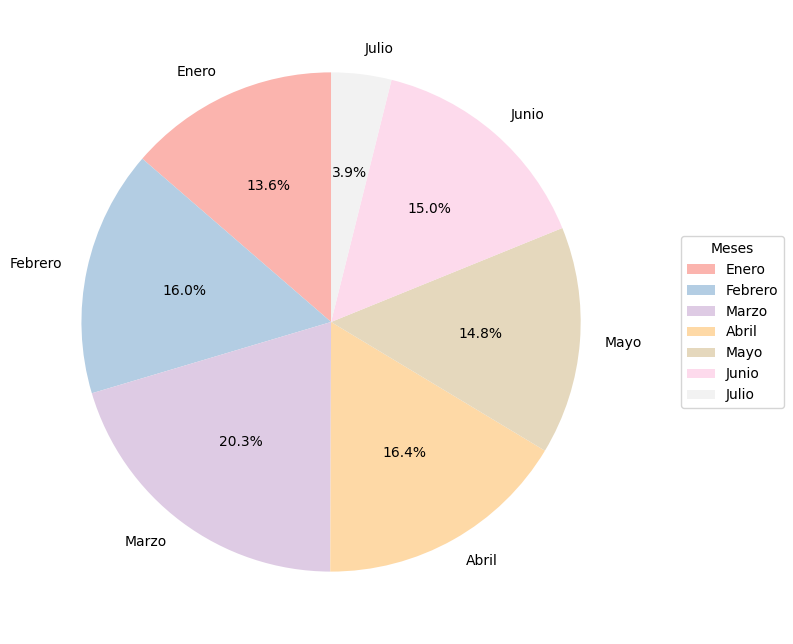 Julio
Enero
Junio
3.9%
13.6%
15.0%
Febrero
16.0%
14.8%
Mayo
20.3%
16.4%
Marzo
Abril
Meses
Enero
Febrero
Marzo
Abril
Mayo
Junio
Julio